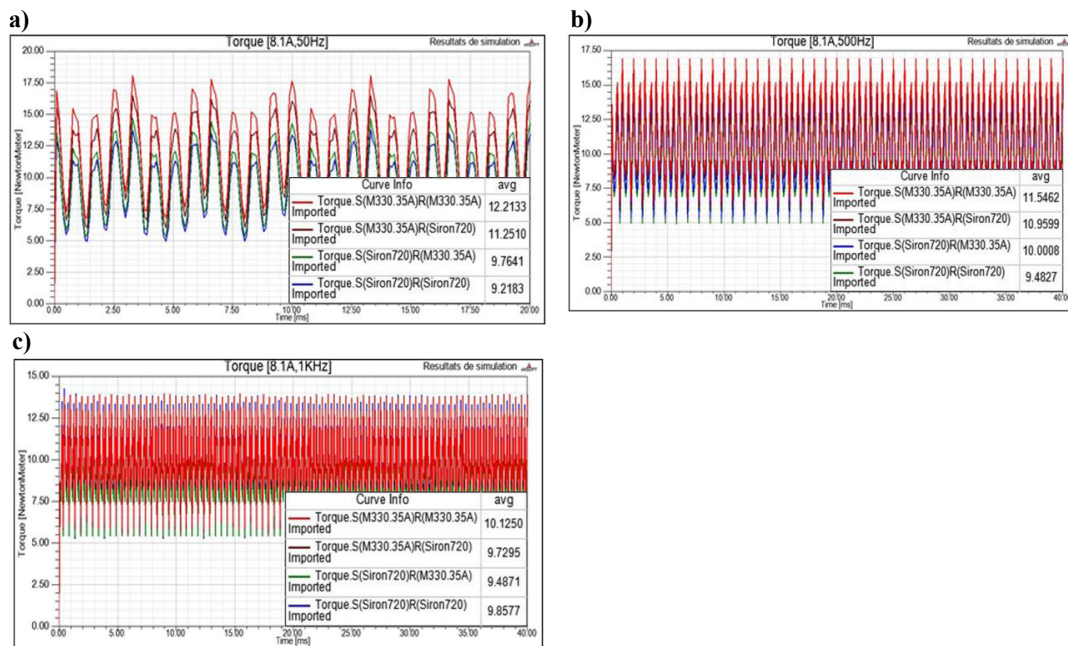 a)
Torque [8.1A,50Hz]
Resultats de simulation
20.00
17.50
15.00
12.50
10.00
7.50
5.00
2.50
0.00
Torque [NewtonMeter]
Curve Info avg
Torque.S(M330.35A)R(M330.35A) Imported 12.2133
Torque.S(M330.35A)R(Siron720) Imported 11.2510
Torque.S(Siron720)R(M330.35A) Imported 9.7641
Torque.S(Siron720)R(Siron720) Imported 9.2183
0.00 2.50 5.00 7.50 10.00 12.50 15.00 17.50 20.00
Time [ms]
b)
Torque [8.1A,500Hz]
Resultats de simulation
17.50
15.00
12.50
10.00
7.50
5.00
2.50
0.00
Torque [NewtonMeter]
Curve Info avg
Torque.S(M330.35A)R(M330.35A) Imported 11.5462
Torque.S(M330.35A)R(Siron720) Imported 10.9599
Torque.S(Siron720)R(M330.35A) Imported 10.0008
Torque.S(Siron720)R(Siron720) Imported 9.4827
0.00 5.00 10.00 15.00 20.00 25.00 30.00 35.00 40.00
Time [ms]
c)
Torque [8.1A,1KHz]
Resultats de simulation
15.00
12.50
10.00
7.50
5.00
2.50
0.00
Torque [NewtonMeter]
Curve Info avg
Torque.S(M330.35A)R(M330.35A) Imported 10.1250
Torque.S(M330.35A)R(Siron720) Imported 9.7295
Torque.S(Siron720)R(M330.35A) Imported 9.4871
Torque.S(Siron720)R(Siron720) Imported 9.8577
0.00 5.00 10.00 15.00 20.00 25.00 30.00 35.00 40.00
Time [ms]